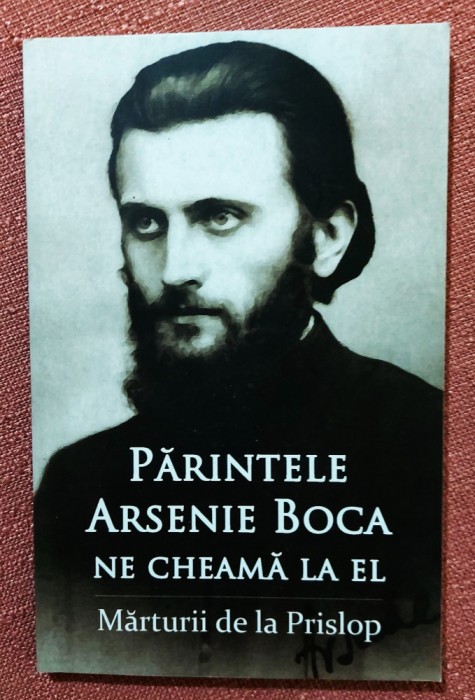 PĂRINTELE
ARSENIE BOCA
NE CHEAMĂ LA EL
Mărturii de la Prislop